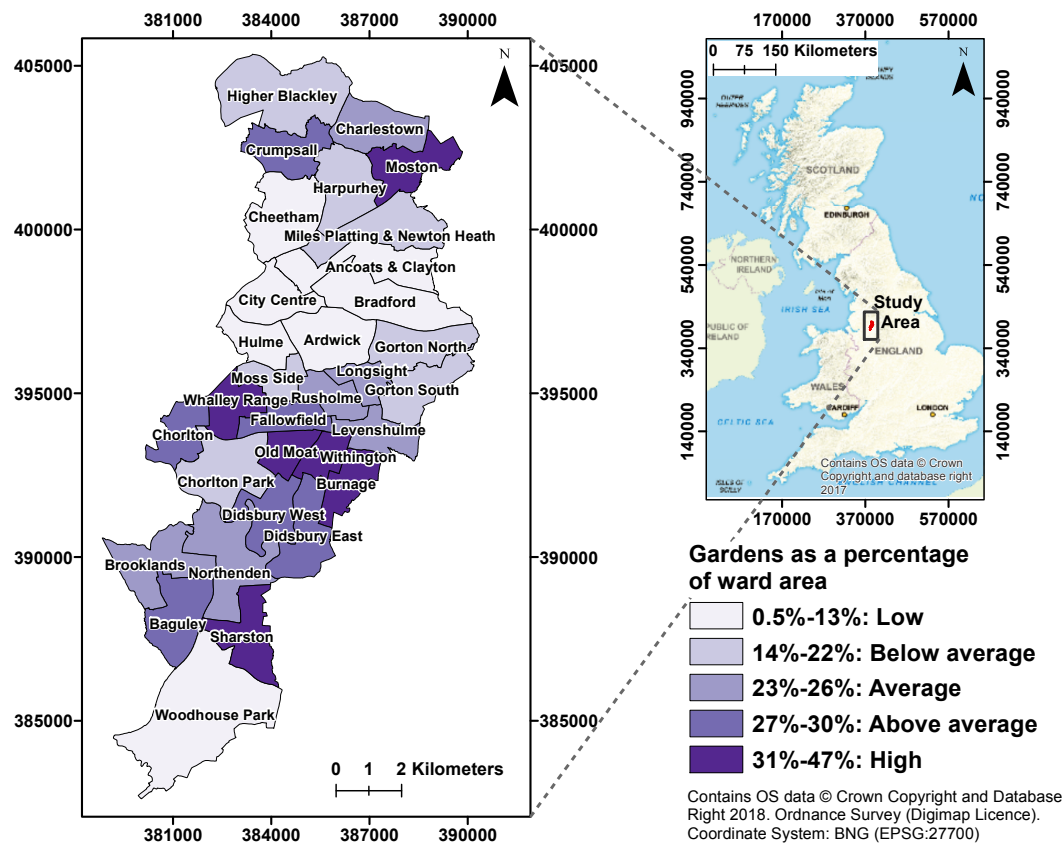 381000 384000 387000 390000
405000 405000
400000 400000
395000 395000
390000 390000
385000 385000
381000 384000 387000 390000
N
Higher Blackley
Charlestown
Crumpsall
Moston
Harpurhey
Cheetham
Miles Platting & Newton Heath
Ancoats & Clayton
City Centre
Bradford
Hulme
Ardwick
Gorton North
Longsight
Moss Side
Gorton South
Whalley Range
Rusholme
Fallowfield
Chorlton
Levenshulme
Old Moat
Withington
Chorlton Park
Burnage
Didsbury West
Didsbury East
Brooklands
Northenden
Baguley
Sharston
Woodhouse Park
0 1 2 Kilometers
170000 370000 570000
0 75 150 Kilometers
N
940000 940000
740000 740000
540000 540000
340000 340000
140000 140000
SCOTLAND
EDINBURGH
NORTHERN
IRELAND
IRISH SEA
Study
Area
PUBLIC OF
IRELAND
ENGLAND
WALES
CARDIFF
LONDON
CELTIC SEA
Contains OS data © Crown
Copyright and database right
2017
ISLES OF
SCILLY
ENGLISH CHANNEL
170000 370000 570000
Gardens as a percentage
of ward area
0.5%-13%: Low
14%-22%: Below average
23%-26%: Average
27%-30%: Above average
31%-47%: High
Contains OS data © Crown Copyright and Database
Right 2018. Ordnance Survey (Digimap Licence).
Coordinate System: BNG (EPSG:27700)